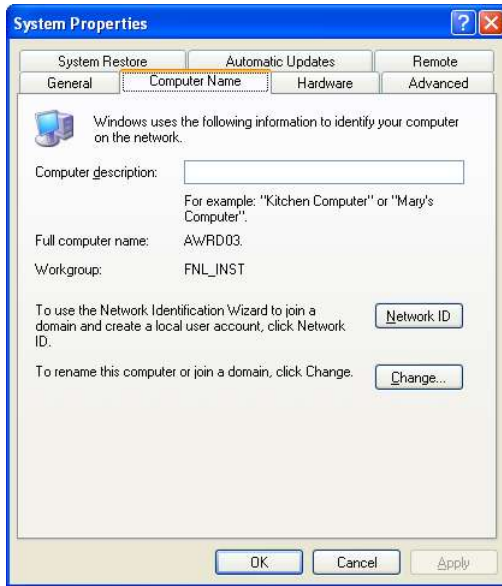 System Properties
System Restore
Automatic Updates
Remote
General
Computer Name
Hardware
Advanced
Windows uses the following information to identify your computer
on the network.
Computer description:
For example: "Kitchen Computer" or "Mary's
Computer".
Full computer name:
AWRD03.
Workgroup:
FNL_INST
To use the Network Identification Wizard to join a
domain and create a local user account, click Network
ID.
Network ID
To rename this computer or join a domain, click Change.
Change...
OK
Cancel
Apply